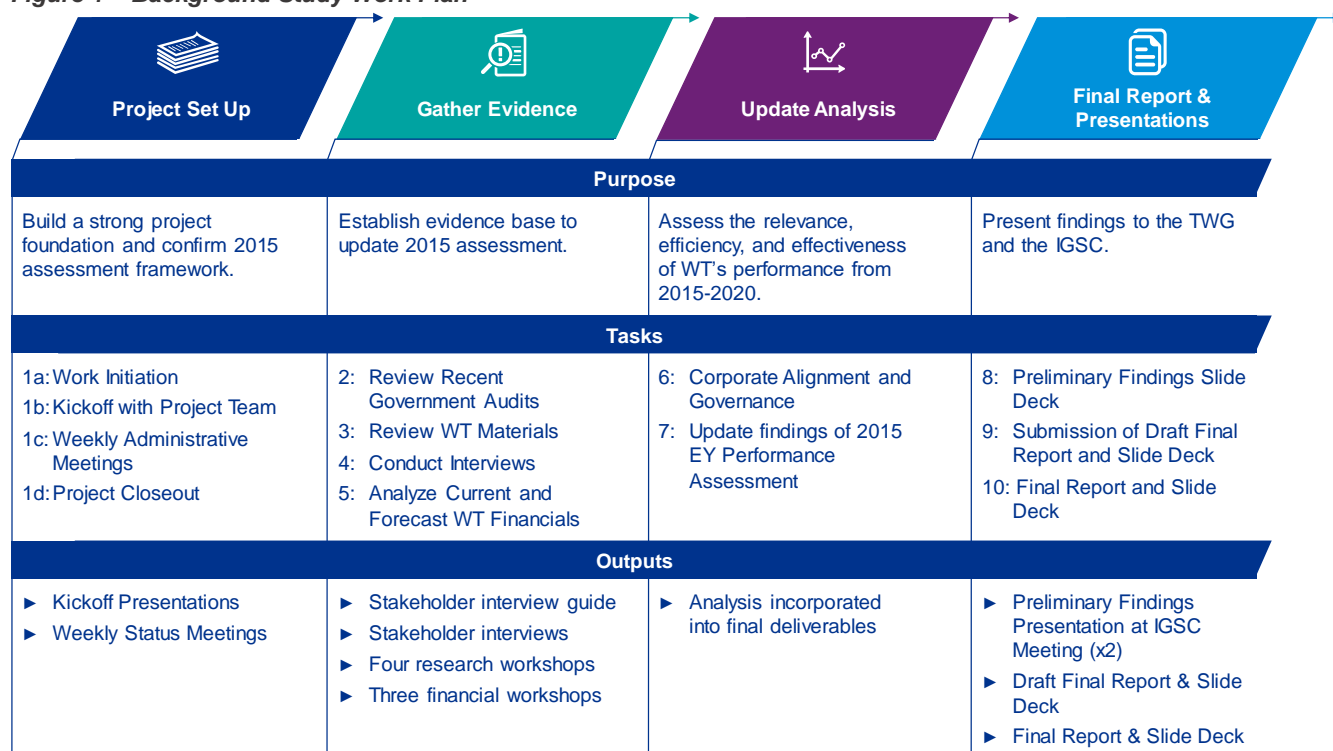 Figure 1 – Background Study Work Plan
Project Set Up
Gather Evidence
Update Analysis
Final Report &
Presentations
Purpose
Build a strong project
foundation and confirm 2015
assessment framework.
Establish evidence base to
update 2015 assessment.
Assess the relevance,
efficiency, and effectiveness
of WT's performance from
2015-2020.
Present findings to the TWG
and the IGSC.
Tasks
1a: Work Initiation
1b: Kickoff with Project Team
1c: Weekly Administrative
Meetings
1d: Project Closeout
2: Review Recent
Government Audits
3: Review WT Materials
4: Conduct Interviews
5: Analyze Current and
Forecast WT Financials
6: Corporate Alignment and
Governance
7: Update findings of 2015
EY Performance
Assessment
8: Preliminary Findings Slide
Deck
9: Submission of Draft Final
Report and Slide Deck
10: Final Report and Slide
Deck
Outputs
► Kickoff Presentations
► Weekly Status Meetings
► Stakeholder interview guide
► Stakeholder interviews
► Four research workshops
► Three financial workshops
► Analysis incorporated
into final deliverables
► Preliminary Findings
Presentation at IGSC
Meeting (x2)
► Draft Final Report & Slide
Deck
► Final Report & Slide Deck